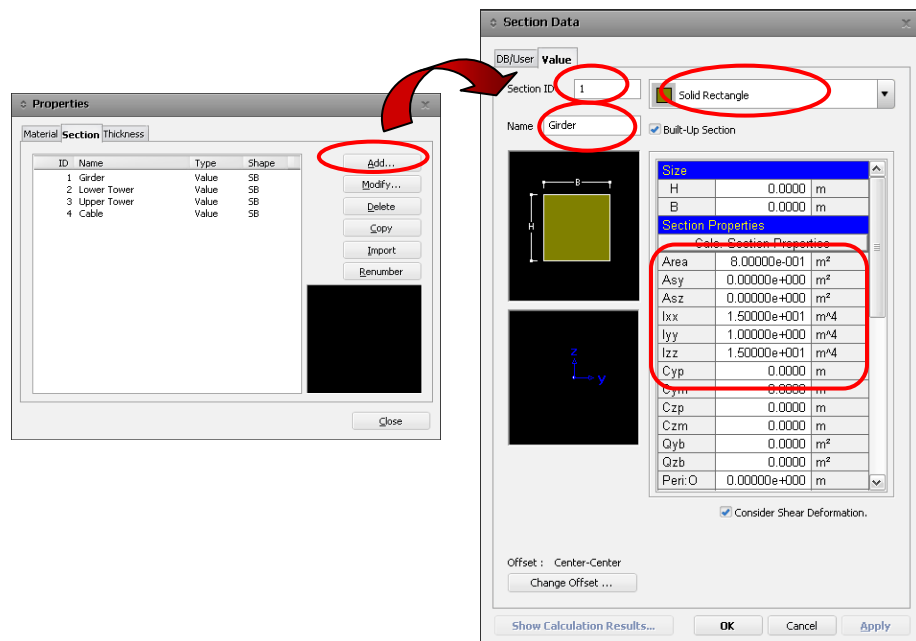 Properties
Material Section Thickness
ID Name Type Shape
1 Girder Value SB
2 Lower Tower Value SB
3 Upper Tower Value SB
4 Cable Value SB
Add...
Modify...
Delete
Copy
Import
Renumber
Close
Section Data
DB/User Value
Section ID 1
Solid Rectangle
Name Girder
Built-Up Section
B
H
z
y
Size
H 0.0000 m
B 0.0000 m
Section Properties
Calc. Section Properties
Area 8.00000e-001 m²
Asy 0.00000e+000 m²
Asz 0.00000e+000 m²
Ixx 1.50000e+001 m^4
Iyy 1.00000e+000 m^4
Izz 1.50000e+001 m^4
Cyp 0.0000 m
Cym 0.0000 m
Czp 0.0000 m
Czm 0.0000 m
Qyb 0.0000 m²
Qzb 0.0000 m²
Peri:O 0.00000e+000 m
Consider Shear Deformation.
Offset : Center-Center
Change Offset ...
Show Calculation Results...
OK
Cancel
Apply